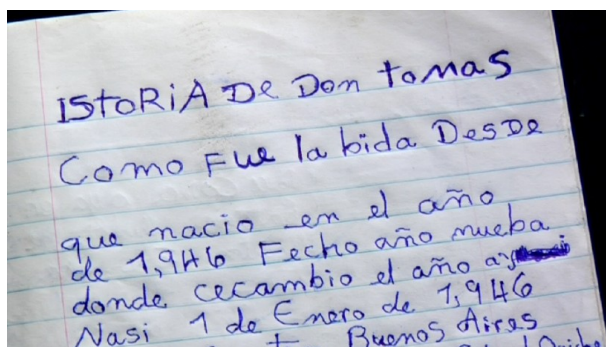 IStoRiA De Don tomas
Como Fue la bida DesDe
que nacio en el año
de 1,946 Fecho año nueba
donde cecambio el año
Nasi 1 de Enero de 1,946
Buenos Aires